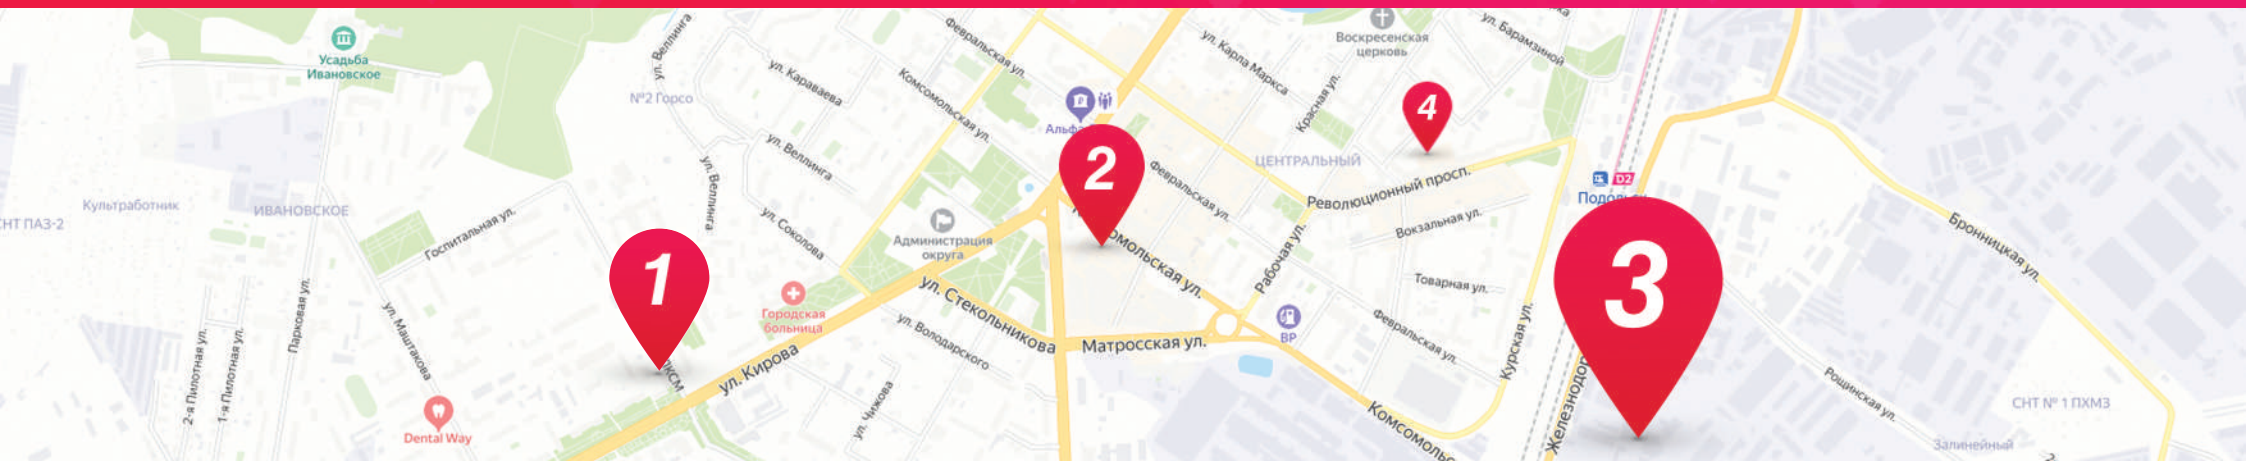 Усадьба
Ивановское
ул. Веллинга
№2 Горсо
ул. Караваева
Февральская ул.
Комсомольская ул.
ул. Карла Маркса
Воскресенская
церковь
ул. Барамзиной
Красная ул.
4
2
ЦЕНТРАЛЬНЫЙ
ул. Веллинга
ул. Веллинга
Февральская ул.
Революционный просп.
D2
Культработник
ИВАНОВСКОЕ
СНТ ПАЗ-2
Госпитальная ул.
ул. Соколова
Администрация
округа
Вокзальная ул.
Рабочая ул.
Бронницкая ул.
1
3
Товарная ул.
ул. Стекольникова
Городская
больница
Парковая ул.
ул. Маштакова
2-я Пилотная ул.
1-я Пилотная ул.
ул. Володарского
Матросская ул.
BP
Февральская ул.
Курская ул.
ул. Кирова
ул. Чижова
Dental Way
Рощинская ул.
СНТ № 1 ПХМЗ
Залинейный